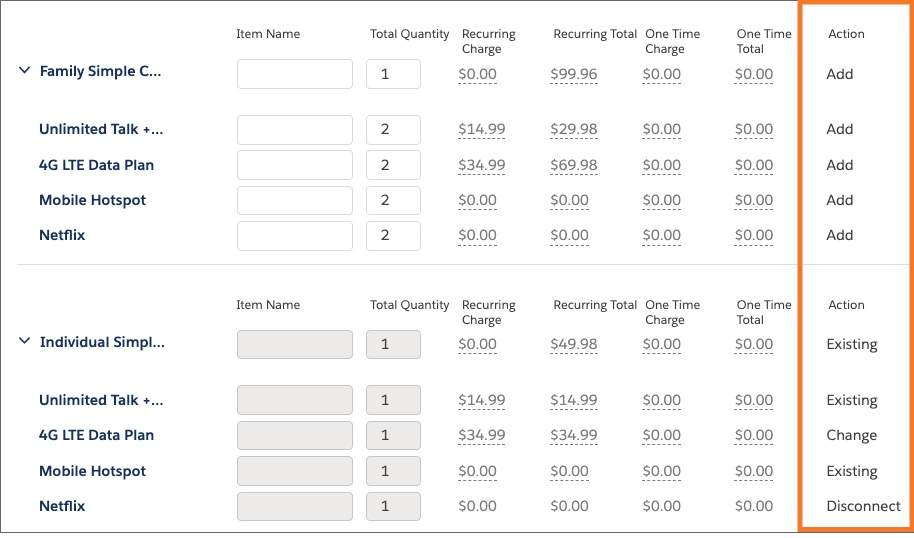 Item Name Total Quantity Recurring Charge Recurring Total One Time Charge One Time Total Action
Family Simple C... 1 $0.00 $99.96 $0.00 $0.00 Add
Unlimited Talk +... 2 $14.99 $29.98 $0.00 $0.00 Add
4G LTE Data Plan 2 $34.99 $69.98 $0.00 $0.00 Add
Mobile Hotspot 2 $0.00 $0.00 $0.00 $0.00 Add
Netflix 2 $0.00 $0.00 $0.00 $0.00 Add
Item Name Total Quantity Recurring Charge Recurring Total One Time Charge One Time Total Action
Individual Simpl... 1 $0.00 $49.98 $0.00 $0.00 Existing
Unlimited Talk +... 1 $14.99 $14.99 $0.00 $0.00 Existing
4G LTE Data Plan 1 $34.99 $34.99 $0.00 $0.00 Change
Mobile Hotspot 1 $0.00 $0.00 $0.00 $0.00 Existing
Netflix 1 $0.00 $0.00 $0.00 $0.00 Disconnect